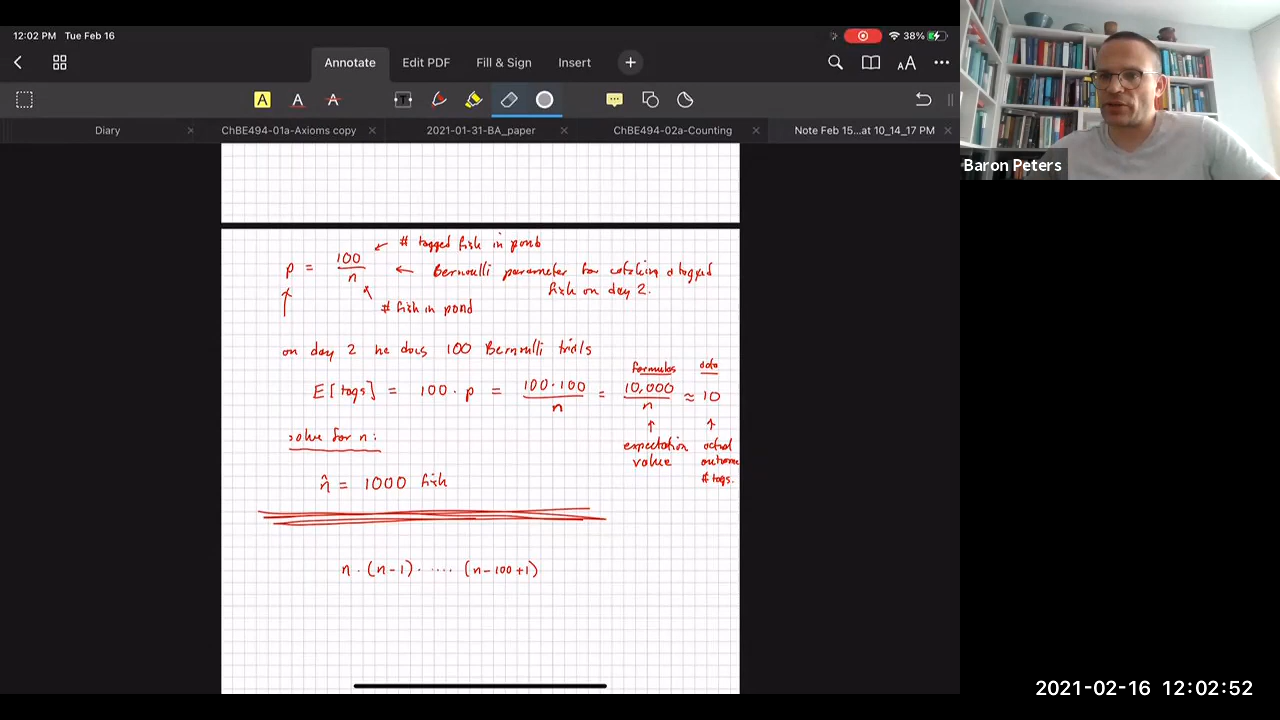 12:02 PM Tue Feb 16
38%
Annotate Edit PDF Fill & Sign Insert
Diary ChBE494-01a-Axioms copy 2021-01-31-BA_paper ChBE494-02a-Counting Note Feb 15...at 10_14_17 PM
Baron Peters
# tagged fish in pond
p = 100/n ← Bernoulli parameter for catching a tagged
fish on day 2.
# fish in pond
on day 2 he does 100 Bernoulli trials
formulas data
E[tags] = 100 · p = 100·100/n = 10,000/n ≈ 10
expectation value
actual outcome # tags.
solve for n:
n̂ = 1000 fish
n · (n-1) · .... (n-100+1)
2021-02-16 12:02:52